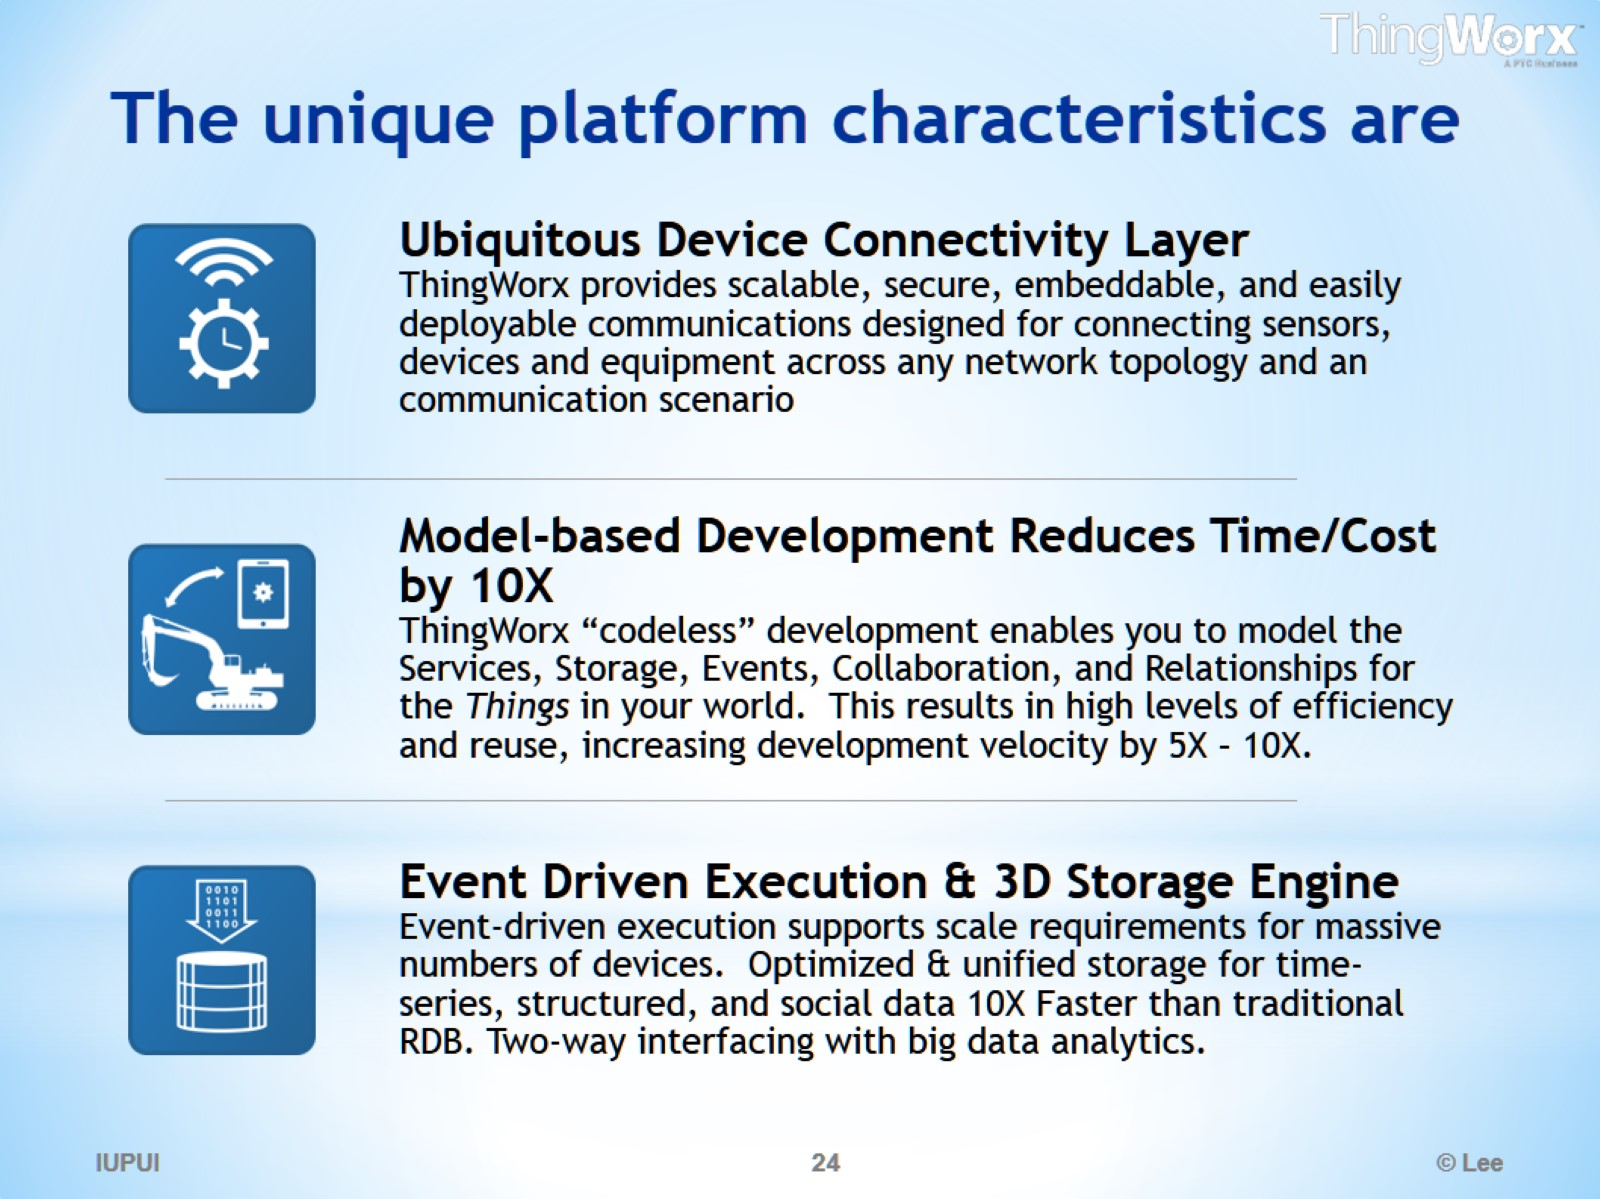 ThingWorx
A PTC Business
The unique platform characteristics are
Ubiquitous Device Connectivity Layer
ThingWorx provides scalable, secure, embeddable, and easily
deployable communications designed for connecting sensors,
devices and equipment across any network topology and an
communication scenario
Model-based Development Reduces Time/Cost
by 10X
ThingWorx “codeless” development enables you to model the
Services, Storage, Events, Collaboration, and Relationships for
the Things in your world.  This results in high levels of efficiency
and reuse, increasing development velocity by 5X - 10X.
0010
1101
0011
1100
Event Driven Execution & 3D Storage Engine
Event-driven execution supports scale requirements for massive
numbers of devices.  Optimized & unified storage for time-
series, structured, and social data 10X Faster than traditional
RDB. Two-way interfacing with big data analytics.
IUPUI
24
© Lee